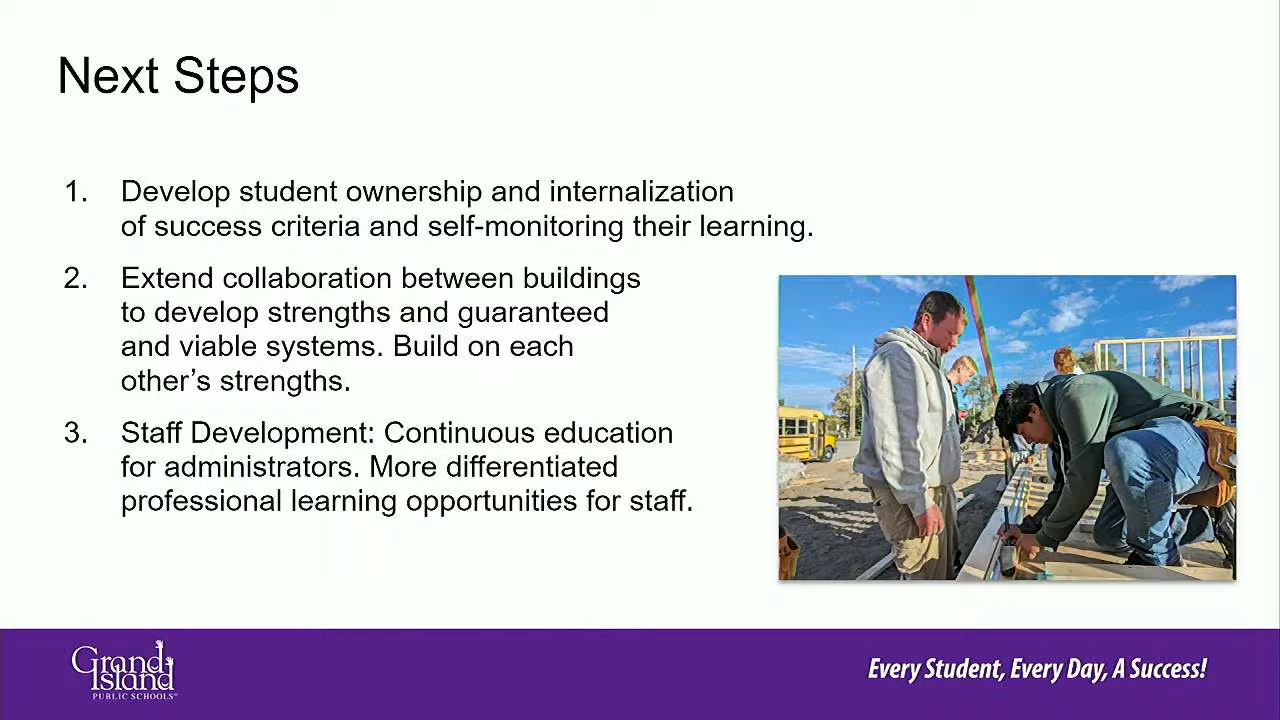 Next Steps
1. Develop student ownership and internalization
of success criteria and self-monitoring their learning.
2. Extend collaboration between buildings
to develop strengths and guaranteed
and viable systems. Build on each
other’s strengths.
3. Staff Development: Continuous education
for administrators. More differentiated
professional learning opportunities for staff.
Grand
Island
PUBLIC SCHOOLS
Every Student, Every Day, A Success!